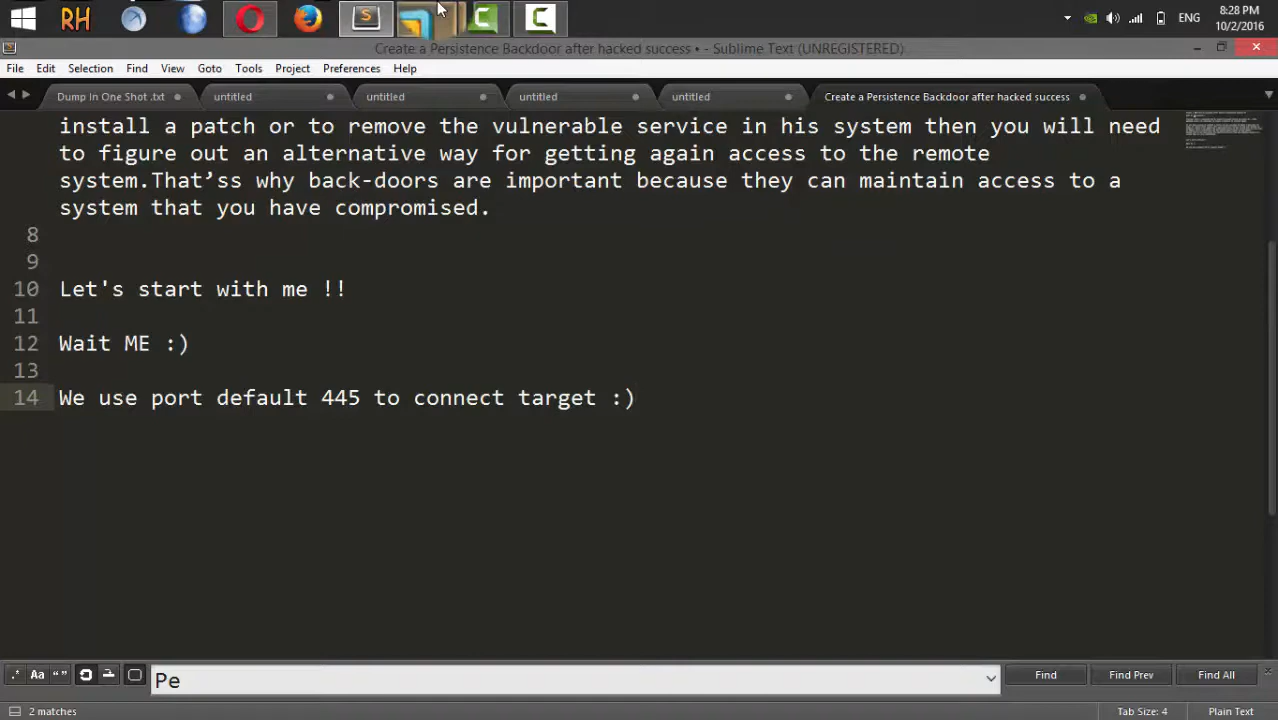 RH
S
C
C
ENG
8:28 PM
10/2/2016
Create a Persistence Backdoor after hacked success • - Sublime Text (UNREGISTERED)
File Edit Selection Find View Goto Tools Project Preferences Help
Dump In One Shot .txt untitled untitled untitled untitled Create a Persistence Backdoor after hacked success
install a patch or to remove the vulnerable service in his system then you will need
to figure out an alternative way for getting again access to the remote
system.That’ss why back-doors are important because they can maintain access to a
system that you have compromised.
8
9
10 Let's start with me !!
11
12 Wait ME :)
13
14 We use port default 445 to connect target :)
.* Aa “ ” Pe Find Find Prev Find All
2 matches Tab Size: 4 Plain Text